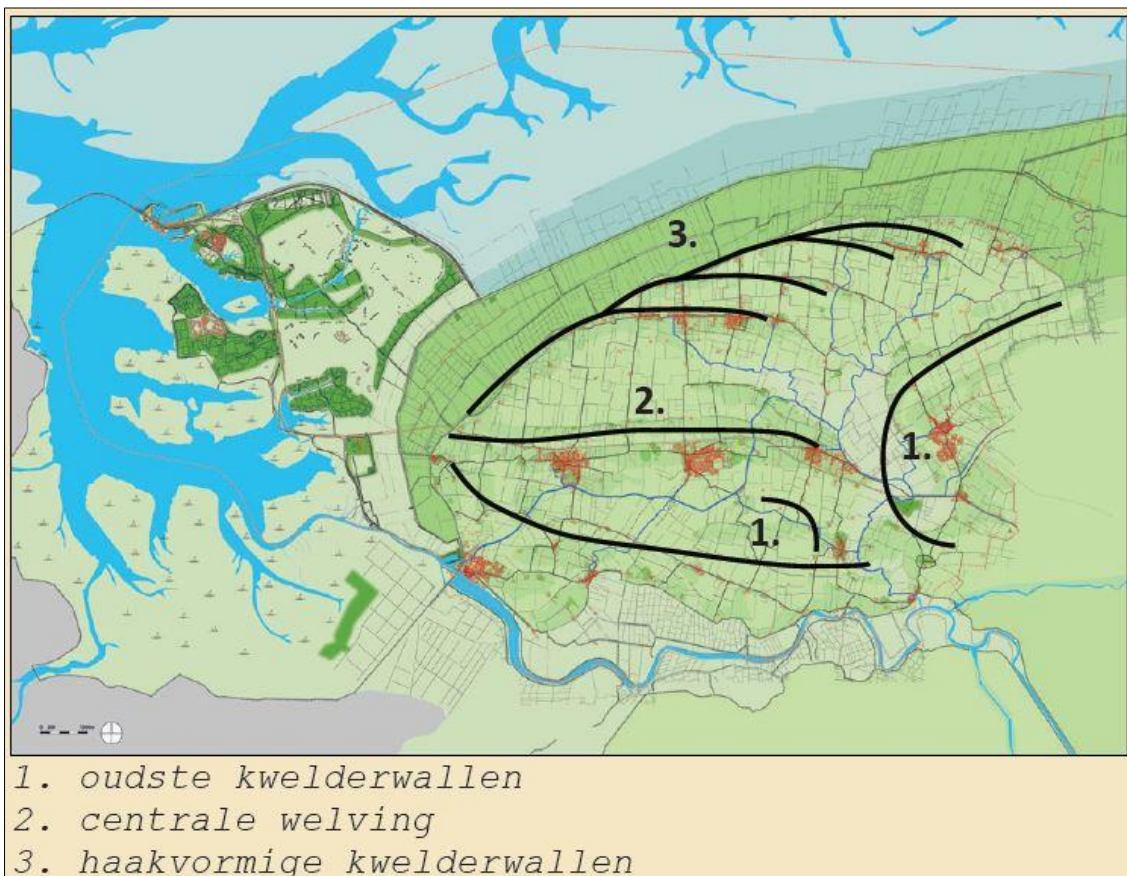 3.
2.
1.
1.
1. oudste kwelderwallen
2. centrale welving
3. haakvormige kwelderwallen